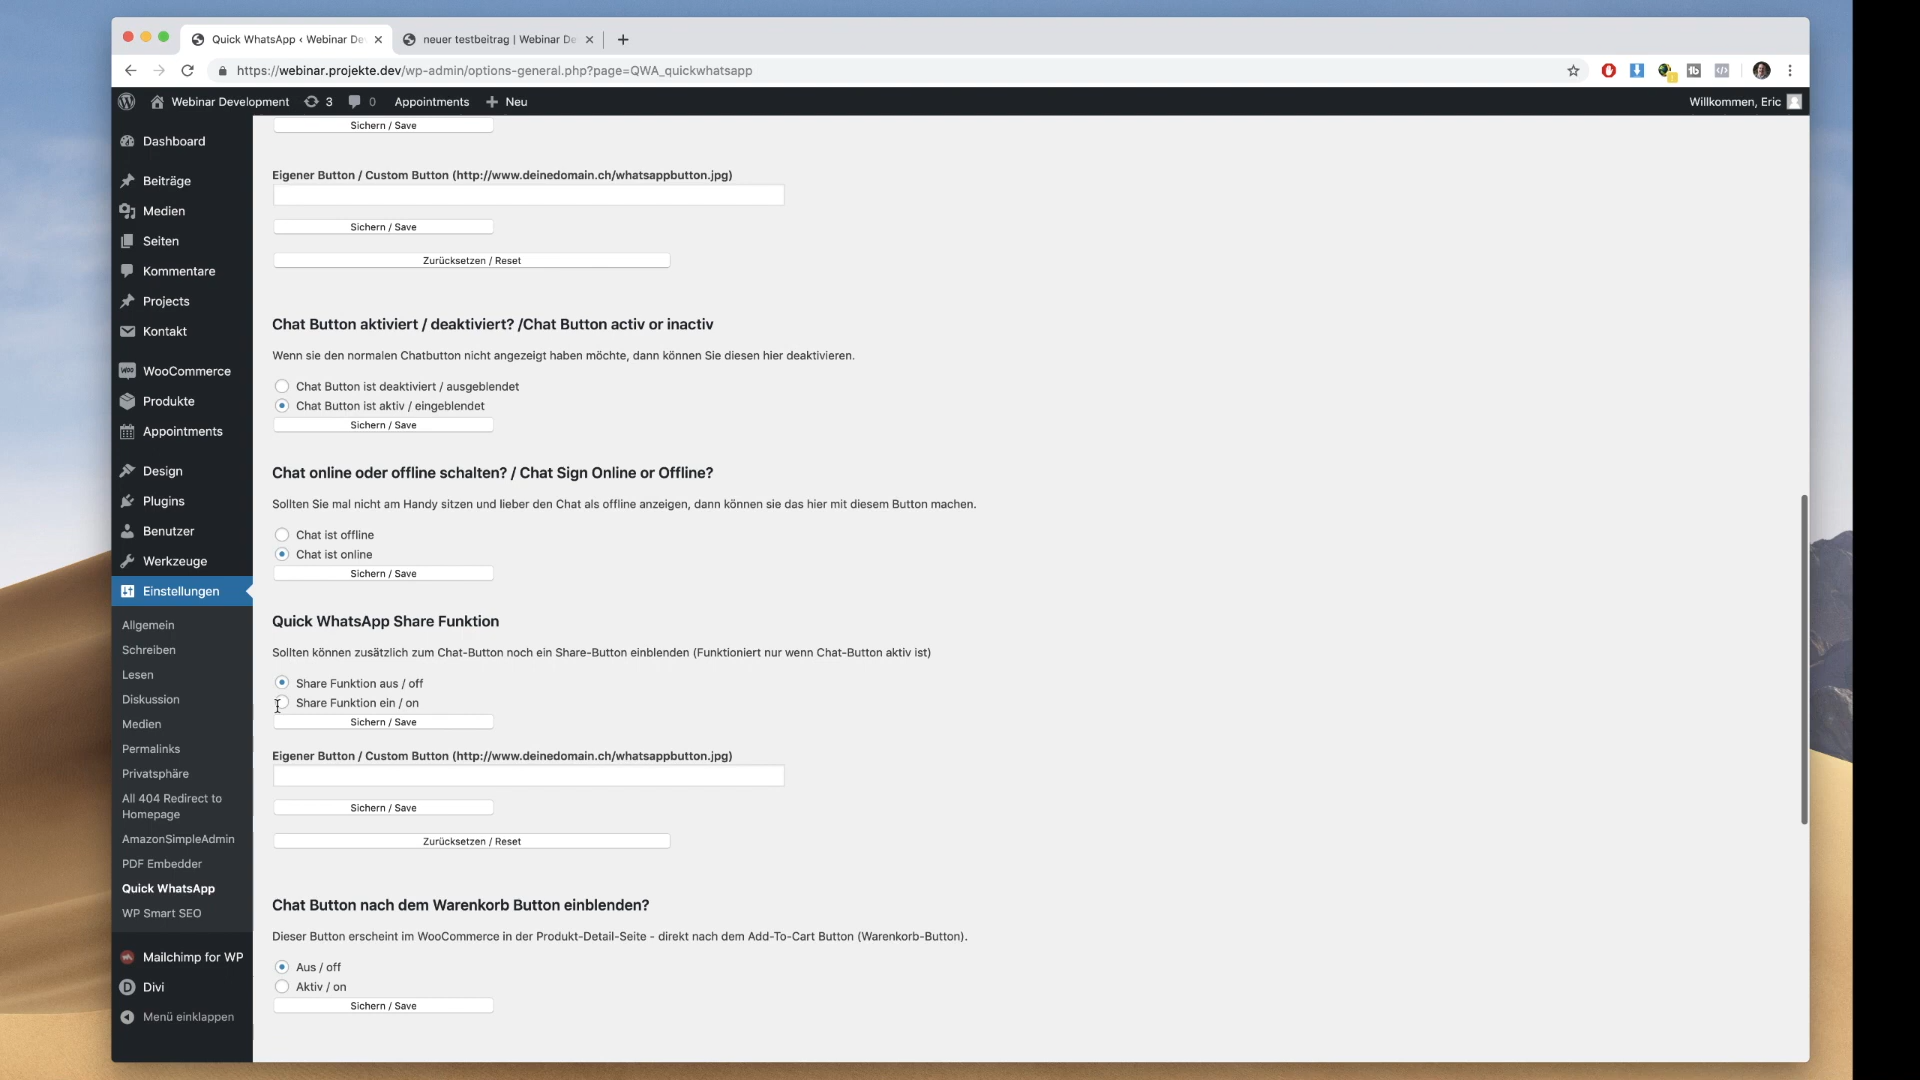 Quick WhatsApp ‹ Webinar De
neuer testbeitrag | Webinar De
https://webinar.projekte.dev/wp-admin/options-general.php?page=QWA_quickwhatsapp
Webinar Development
3
0
Appointments
Neu
Willkommen, Eric
Dashboard
Beiträge
Medien
Seiten
Kommentare
Projects
Kontakt
WooCommerce
Produkte
Appointments
Design
Plugins
Benutzer
Werkzeuge
Einstellungen
Allgemein
Schreiben
Lesen
Diskussion
Medien
Permalinks
Privatsphäre
All 404 Redirect to
Homepage
AmazonSimpleAdmin
PDF Embedder
Quick WhatsApp
WP Smart SEO
Mailchimp for WP
Divi
Menü einklappen
Sichern / Save
Eigener Button / Custom Button (http://www.deinedomain.ch/whatsappbutton.jpg)
Sichern / Save
Zurücksetzen / Reset
Chat Button aktiviert / deaktiviert? /Chat Button activ or inactiv
Wenn sie den normalen Chatbutton nicht angezeigt haben möchte, dann können Sie diesen hier deaktivieren.
Chat Button ist deaktiviert / ausgeblendet
Chat Button ist aktiv / eingeblendet
Sichern / Save
Chat online oder offline schalten? / Chat Sign Online or Offline?
Sollten Sie mal nicht am Handy sitzen und lieber den Chat als offline anzeigen, dann können sie das hier mit diesem Button machen.
Chat ist offline
Chat ist online
Sichern / Save
Quick WhatsApp Share Funktion
Sollten können zusätzlich zum Chat-Button noch ein Share-Button einblenden (Funktioniert nur wenn Chat-Button aktiv ist)
Share Funktion aus / off
Share Funktion ein / on
Sichern / Save
Eigener Button / Custom Button (http://www.deinedomain.ch/whatsappbutton.jpg)
Sichern / Save
Zurücksetzen / Reset
Chat Button nach dem Warenkorb Button einblenden?
Dieser Button erscheint im WooCommerce in der Produkt-Detail-Seite - direkt nach dem Add-To-Cart Button (Warenkorb-Button).
Aus / off
Aktiv / on
Sichern / Save